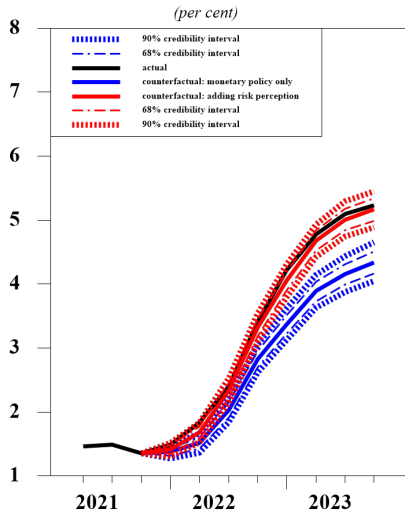 (per cent)
8
90% credibility interval
68% credibility interval
actual
counterfactual: monetary policy only
counterfactual: adding risk perception
68% credibility interval
90% credibility interval
7
6
5
4
3
2
1
2021 2022 2023